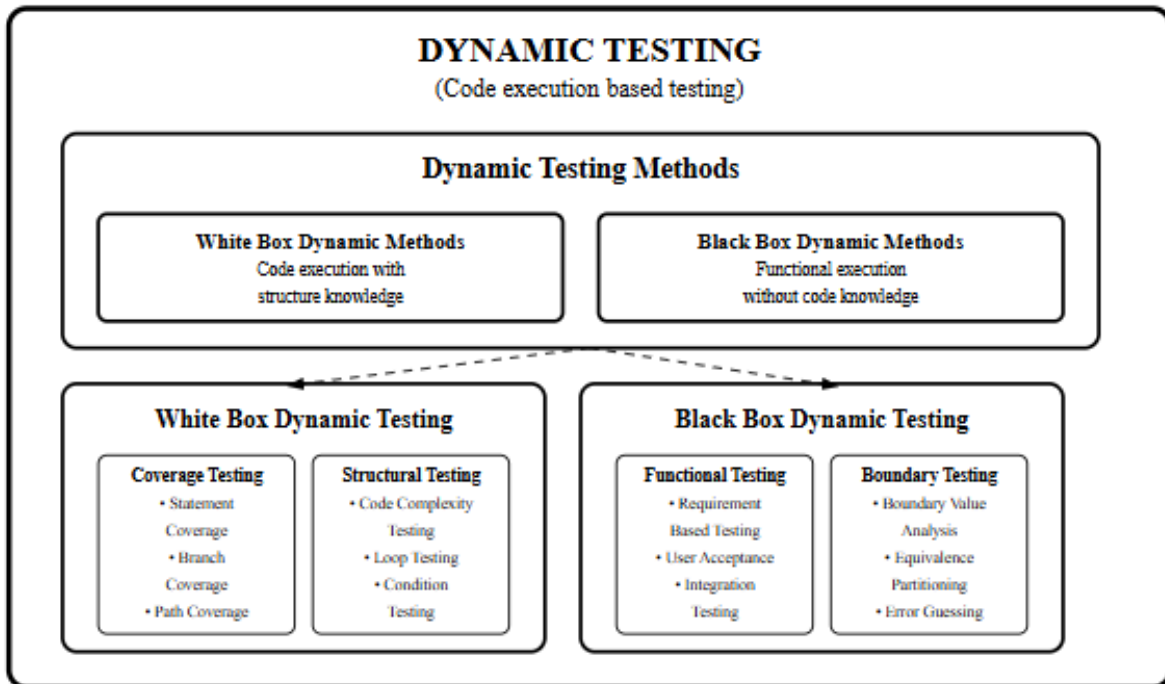 DYNAMIC TESTING
(Code execution based testing)
Dynamic Testing Methods
White Box Dynamic Methods
Code execution with
structure knowledge
Black Box Dynamic Methods
Functional execution
without code knowledge
White Box Dynamic Testing
Coverage Testing
• Statement
Coverage
• Branch
Coverage
• Path Coverage
Structural Testing
• Code Complexity
Testing
• Loop Testing
• Condition
Testing
Black Box Dynamic Testing
Functional Testing
• Requirement
Based Testing
• User Acceptance
• Integration
Testing
Boundary Testing
• Boundary Value
Analysis
• Equivalence
Partitioning
• Error Guessing